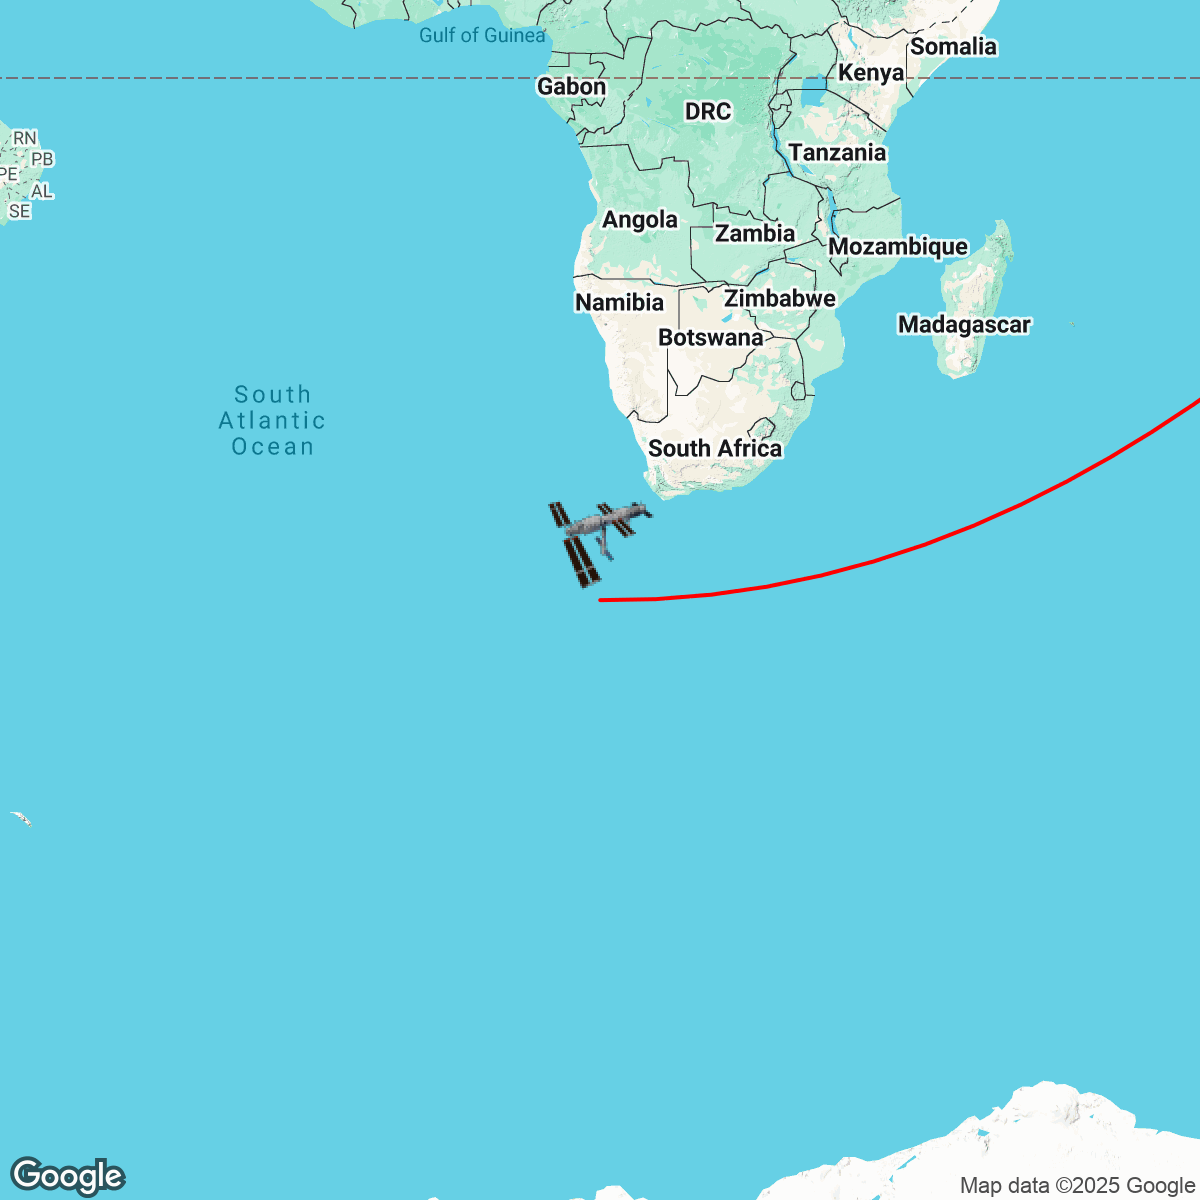 Gulf of Guinea
Somalia
Kenya
Gabon
DRC
RN
PB
Tanzania
PE
AL
SE
Angola
Zambia
Mozambique
Namibia
Zimbabwe
Madagascar
Botswana
South
Atlantic
Ocean
South Africa
Google
Map data ©2025 Google